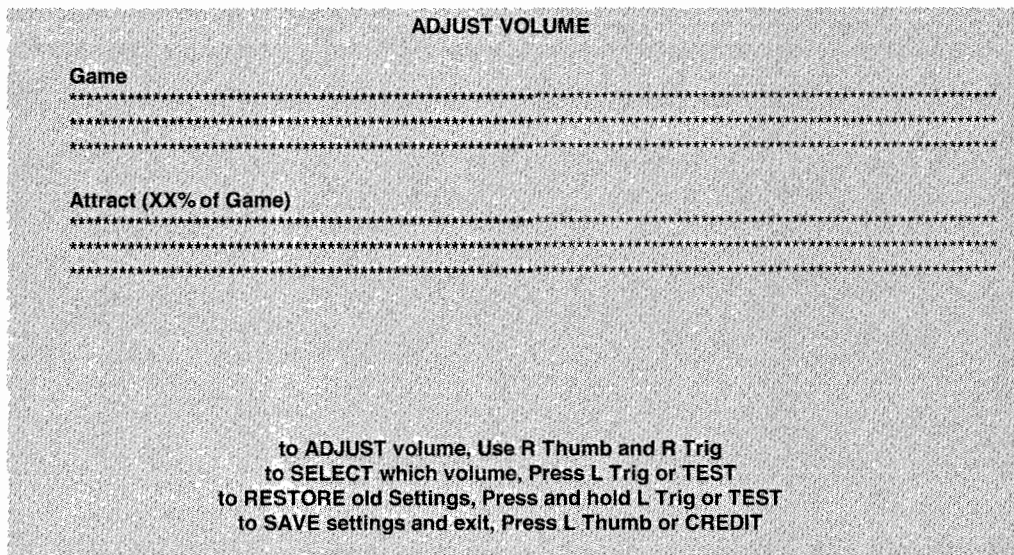 ADJUST VOLUME
Game
****************************************************************************************************************
****************************************************************************************************************
****************************************************************************************************************
Attract (XX% of Game)
****************************************************************************************************************
****************************************************************************************************************
****************************************************************************************************************
to ADJUST volume, Use R Thumb and R Trig
to SELECT which volume, Press L Trig or TEST
to RESTORE old Settings, Press and hold L Trig or TEST
to SAVE settings and exit, Press L Thumb or CREDIT